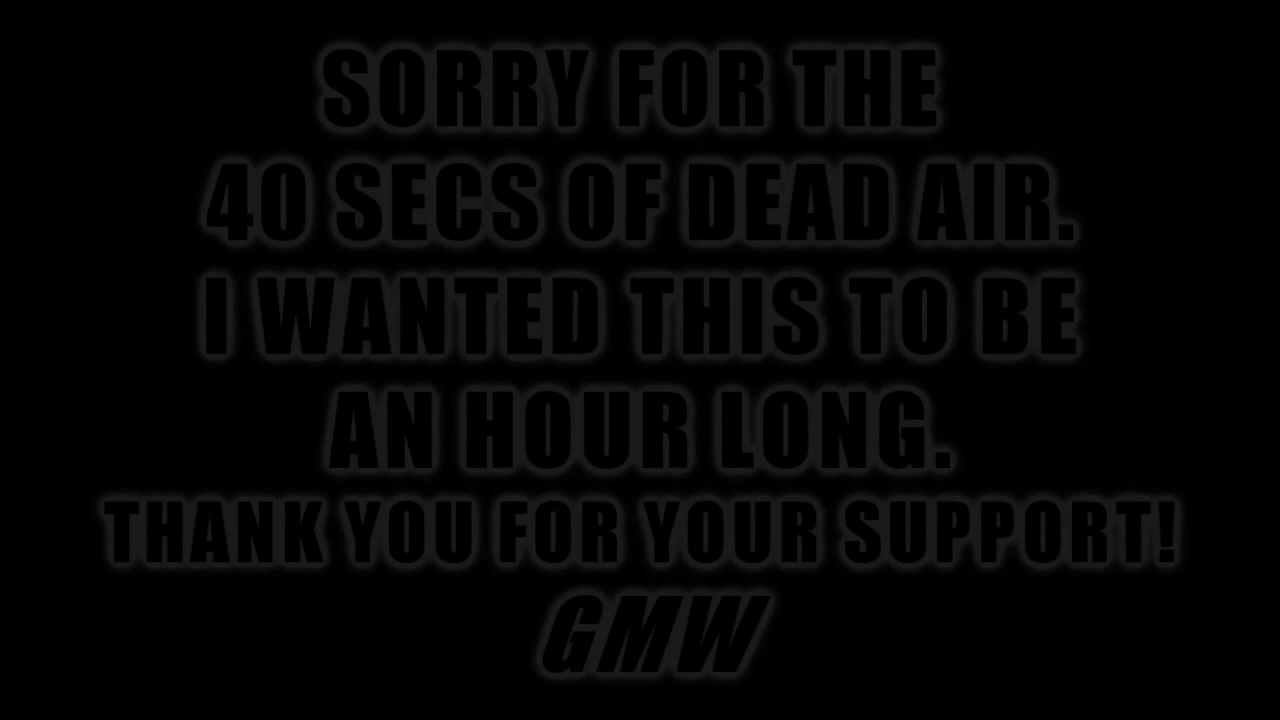 SORRY FOR THE
40 SECS OF DEAD AIR.
I WANTED THIS TO BE
AN HOUR LONG.
THANK YOU FOR YOUR SUPPORT!
GMW